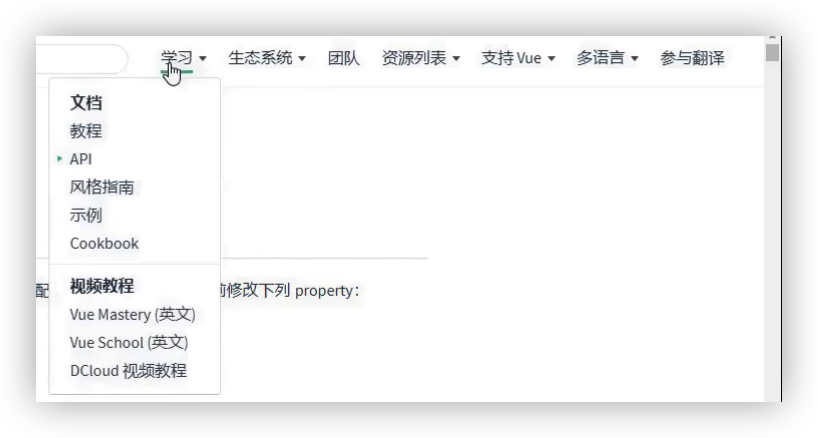 学习 生态系统 团队 资源列表 支持 Vue 多语言 参与翻译
文档
教程
API
风格指南
示例
Cookbook
视频教程
配 前修改下列 property：
Vue Mastery (英文)
Vue School (英文)
DCloud 视频教程